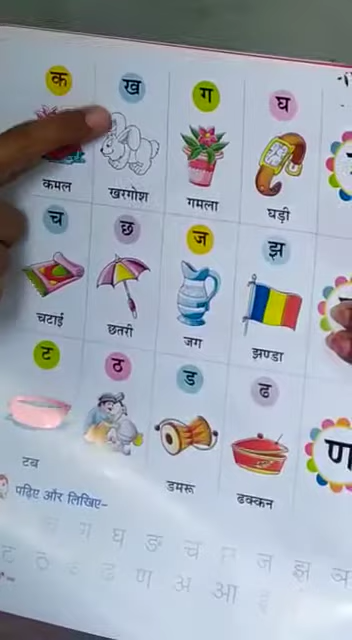 क ख ग घ
कमल खरगोश गमला घड़ी
च छ ज झ
चटाई छतरी जग झण्डा
ट ठ ड ढ ण
टब डमरू ढक्कन
पढ़िए और लिखिए-
ग घ ङ च ज झ ञ
ट ठ ढ ण अ आ